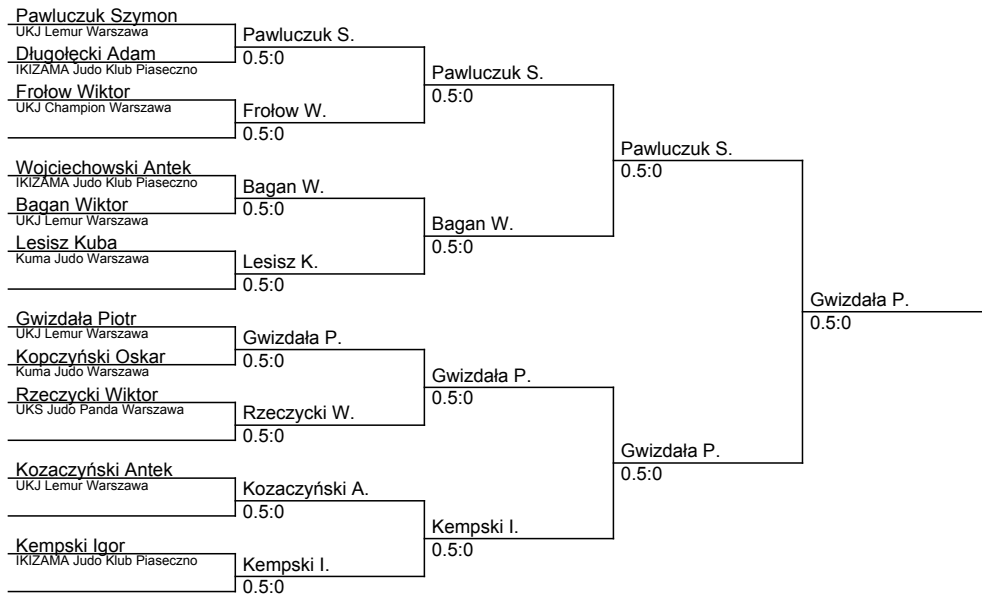 Pawluczuk Szymon
UKJ Lemur Warszawa
Długołęcki Adam
IKIZAMA Judo Klub Piaseczno
Frołow Wiktor
UKJ Champion Warszawa
Wojciechowski Antek
IKIZAMA Judo Klub Piaseczno
Bagan Wiktor
UKJ Lemur Warszawa
Lesisz Kuba
Kuma Judo Warszawa
Gwizdała Piotr
UKJ Lemur Warszawa
Kopczyński Oskar
Kuma Judo Warszawa
Rzeczycki Wiktor
UKS Judo Panda Warszawa
Kozaczyński Antek
UKJ Lemur Warszawa
Kempski Igor
IKIZAMA Judo Klub Piaseczno
Pawluczuk S.
0.5:0
Frołow W.
0.5:0
Bagan W.
0.5:0
Lesisz K.
0.5:0
Gwizdała P.
0.5:0
Rzeczycki W.
0.5:0
Kozaczyński A.
0.5:0
Kempski I.
0.5:0
Pawluczuk S.
0.5:0
Bagan W.
0.5:0
Gwizdała P.
0.5:0
Kempski I.
0.5:0
Pawluczuk S.
0.5:0
Gwizdała P.
0.5:0
Gwizdała P.
0.5:0